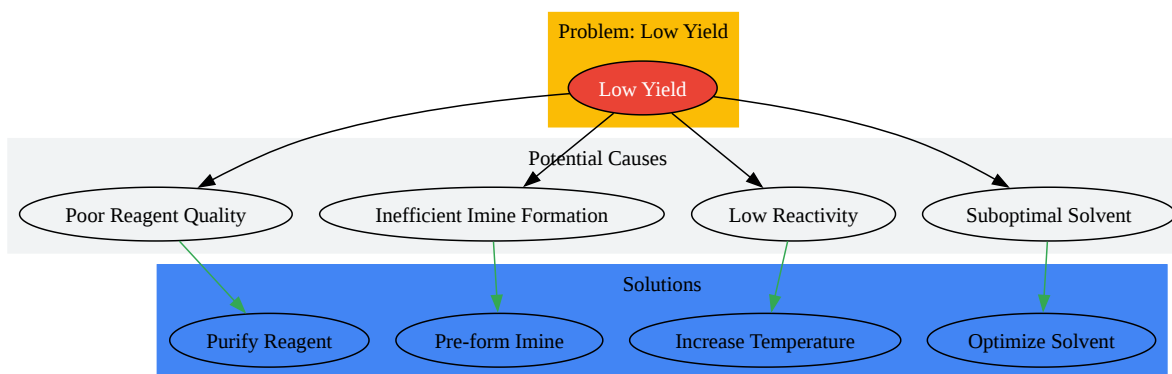 Problem: Low Yield
Low Yield
Potential Causes
Poor Reagent Quality
Inefficient Imine Formation
Low Reactivity
Suboptimal Solvent
Solutions
Purify Reagent
Pre-form Imine
Increase Temperature
Optimize Solvent